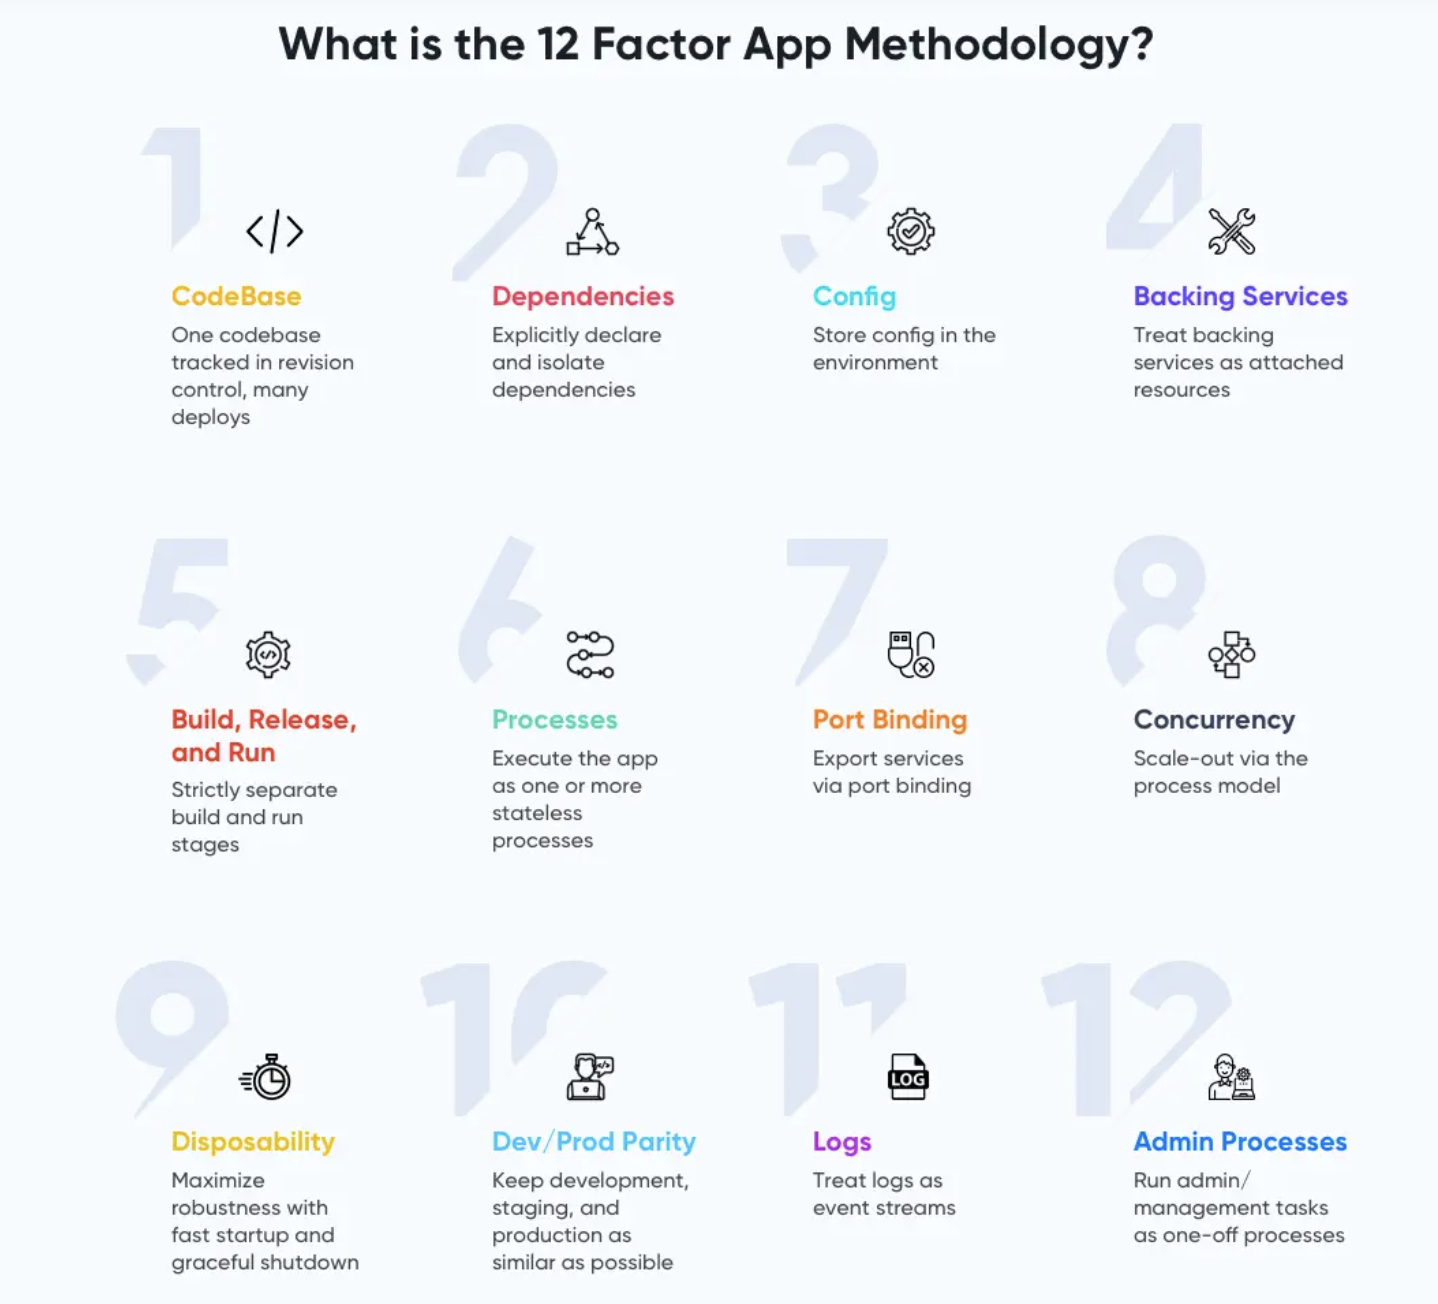 What is the 12 Factor App Methodology?
1
CodeBase
One codebase
tracked in revision
control, many
deploys
2
Dependencies
Explicitly declare
and isolate
dependencies
3
Config
Store config in the
environment
4
Backing Services
Treat backing
services as attached
resources
5
</>
Build, Release,
and Run
Strictly separate
build and run
stages
6
Processes
Execute the app
as one or more
stateless
processes
7
Port Binding
Export services
via port binding
8
Concurrency
Scale-out via the
process model
9
Disposability
Maximize
robustness with
fast startup and
graceful shutdown
10
</>
Dev/Prod Parity
Keep development,
staging, and
production as
similar as possible
11
LOG
Logs
Treat logs as
event streams
12
Admin Processes
Run admin/
management tasks
as one-off processes